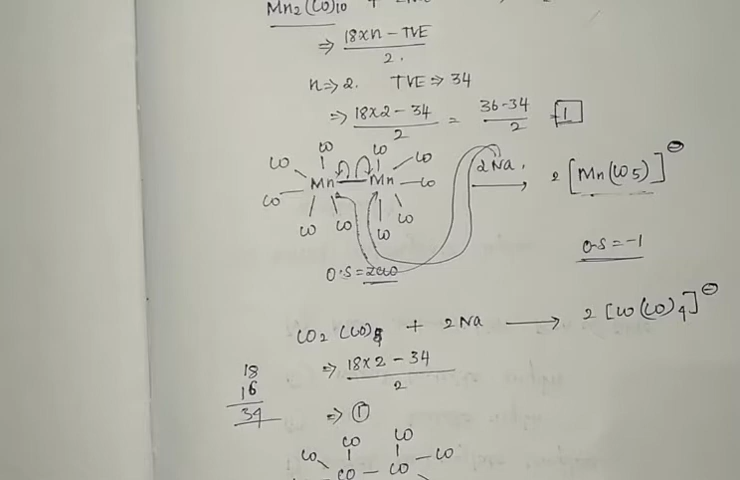 Mn2(CO)10 +
⇒ 18×n − TVE / 2.
n ⇒ 2. TVE ⇒ 34
⇒ 18×2 − 34 / 2 = 36-34 / 2 = 1
CO CO CO CO
CO Mn — Mn — CO
CO CO CO CO
2Na.
2 [Mn(CO5)]⊖
O.S = zero
O.S = -1
CO2 (CO)8 + 2Na ⟶ 2 [CO(CO)4]⊖
18
16
34
⇒ 18×2 − 34 / 2
⇒ ①
CO CO
CO CO — CO — CO